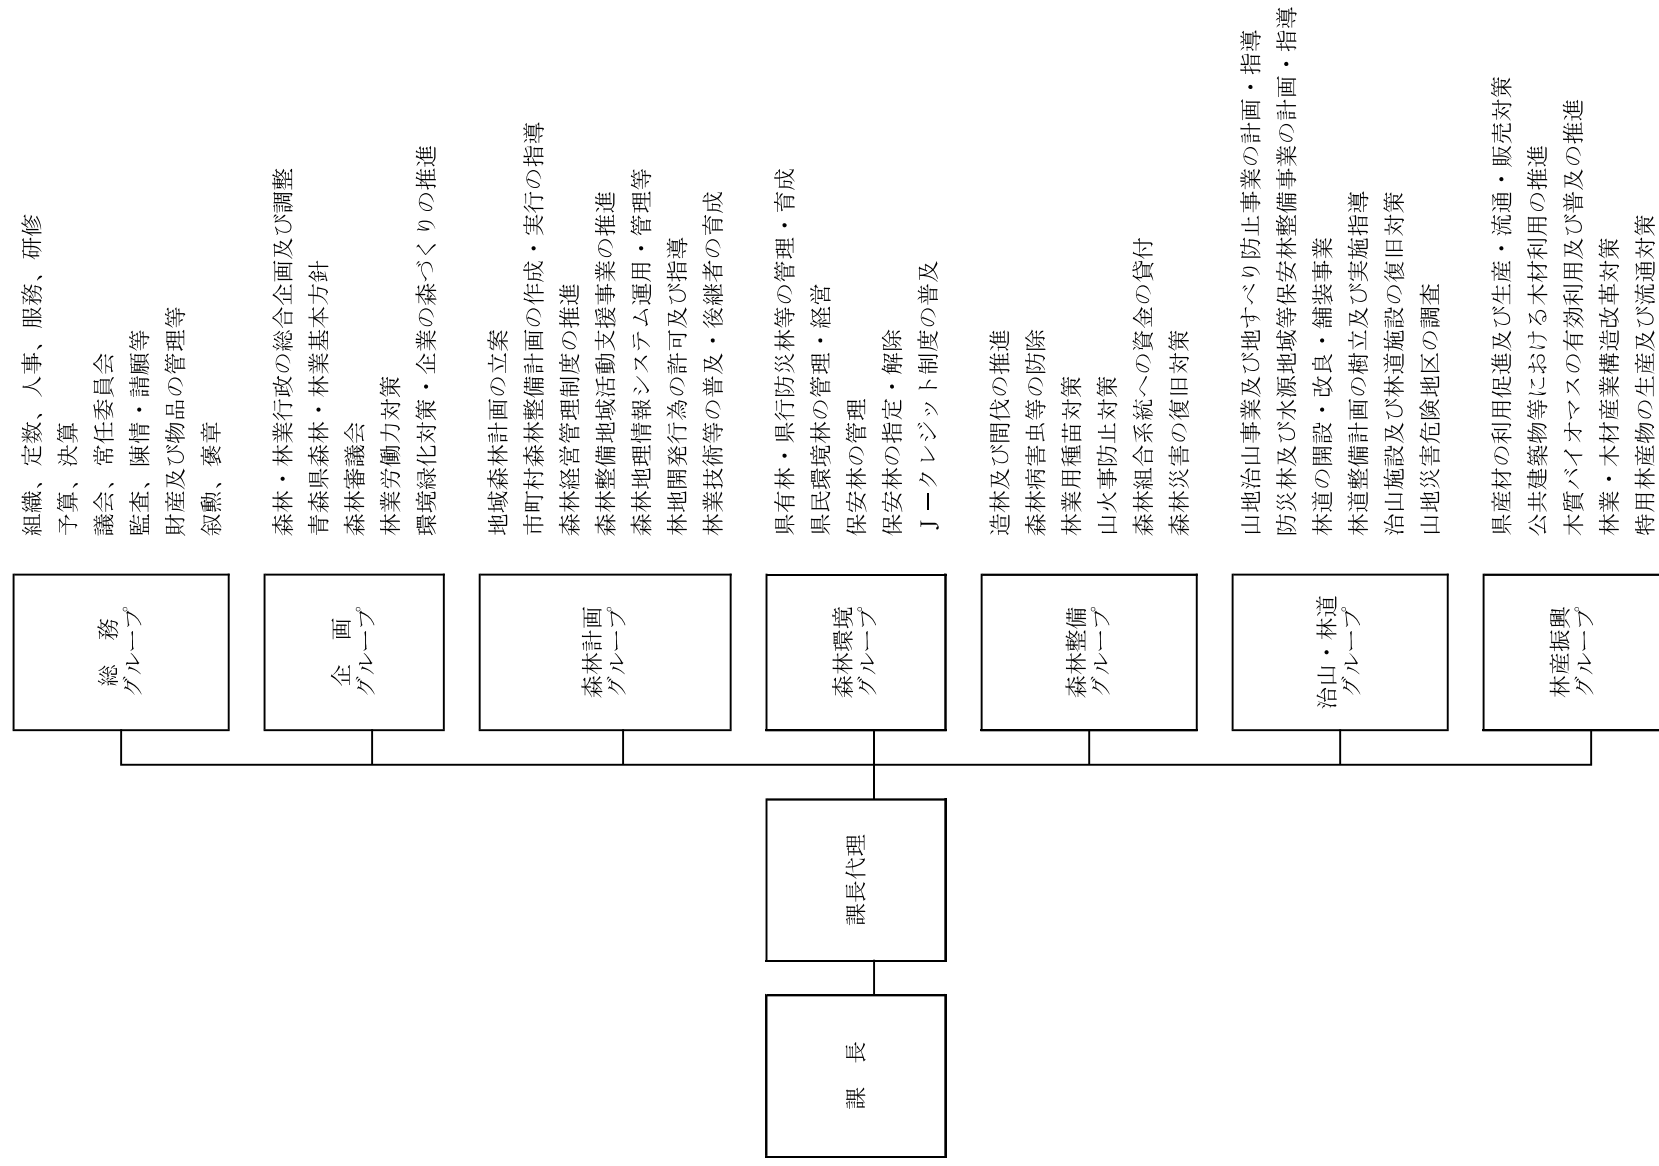 課　長
課長代理
総　務
グループ
組織、定数、人事、服務、研修
予算、決算
議会、常任委員会
監査、陳情・請願等
財産及び物品の管理等
叙勲、褒章
企　画
グループ
森林・林業行政の総合企画及び調整
青森県森林・林業基本方針
森林審議会
林業労働力対策
環境緑化対策・企業の森づくりの推進
森林計画
グループ
地域森林計画の立案
市町村森林整備計画の作成・実行の指導
森林経営管理制度の推進
森林整備地域活動支援事業の推進
森林地理情報システム運用・管理等
林地開発行為の許可及び指導
林業技術等の普及・後継者の育成
森林環境
グループ
県有林・県行防災林等の管理・育成
県民環境林の管理・経営
保安林の管理
保安林の指定・解除
Ｊ－クレジット制度の普及
森林整備
グループ
造林及び間伐の推進
森林病害虫等の防除
林業用種苗対策
山火事防止対策
森林組合系統への資金の貸付
森林災害の復旧対策
治山・林道
グループ
山地治山事業及び地すべり防止事業の計画・指導
防災林及び水源地域等保安林整備事業の計画・指導
林道の開設・改良・舗装事業
林道整備計画の樹立及び実施指導
治山施設及び林道施設の復旧対策
山地災害危険地区の調査
林産振興
グループ
県産材の利用促進及び生産・流通・販売対策
公共建築物等における木材利用の推進
木質バイオマスの有効利用及び普及の推進
林業・木材産業構造改革対策
特用林産物の生産及び流通対策